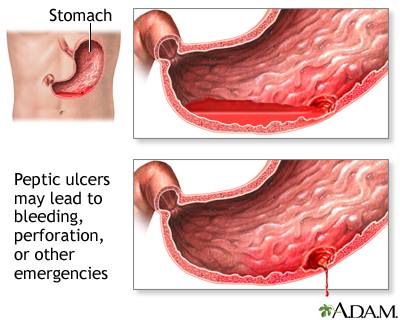 Stomach
Peptic ulcers
may lead to
bleeding,
perforation,
or other
emergencies
A.D.A.M.